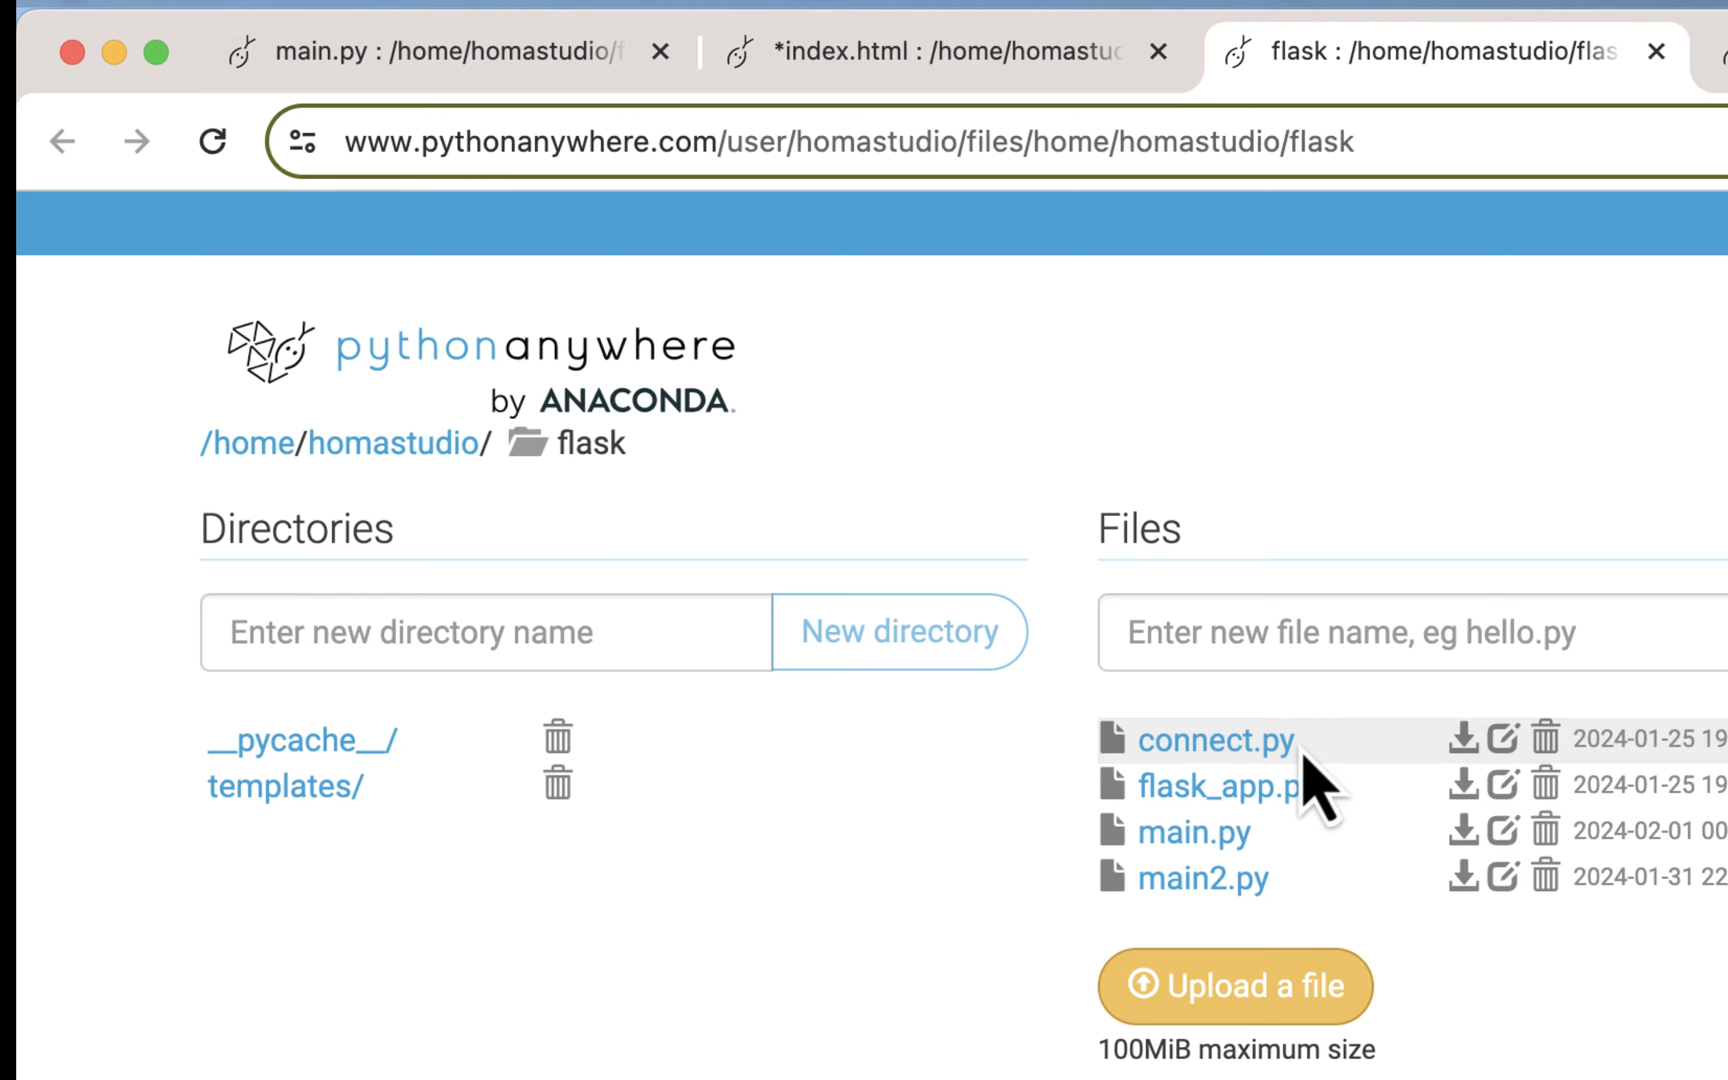 main.py : /home/homastudio/f
*index.html : /home/homastud
flask : /home/homastudio/flas
www.pythonanywhere.com/user/homastudio/files/home/homastudio/flask
pythonanywhere
by ANACONDA.
/home/homastudio/ flask
Directories
Enter new directory name
New directory
__pycache__/
templates/
Files
Enter new file name, eg hello.py
connect.py 2024-01-25 19
flask_app.p 2024-01-25 19
main.py 2024-02-01 00
main2.py 2024-01-31 22
Upload a file
100MiB maximum size